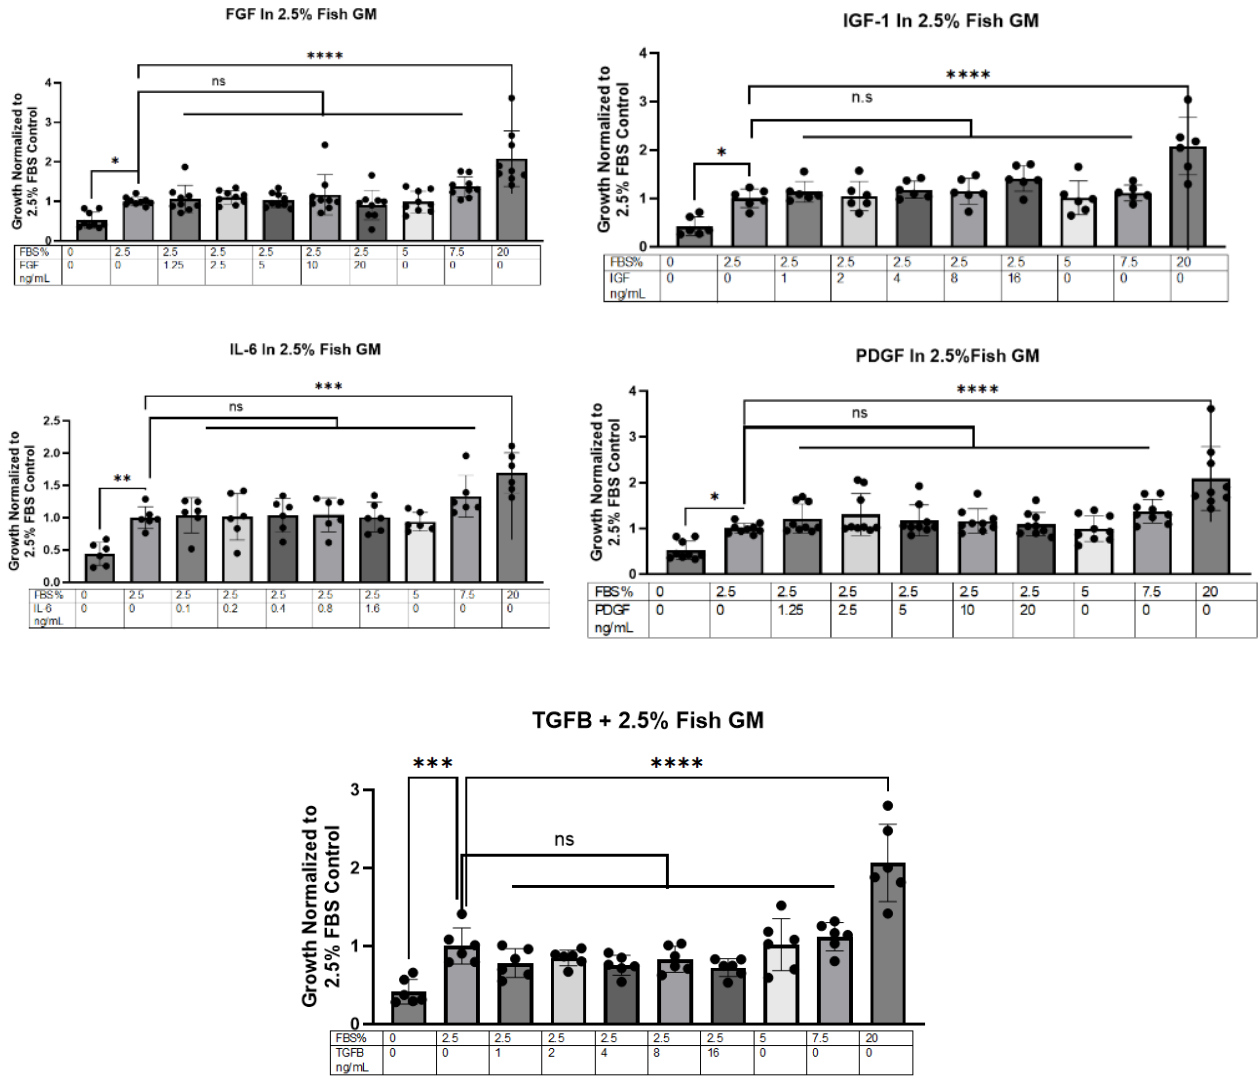 FGF In 2.5% Fish GM
****
ns
*
Growth Normalized to
2.5% FBS Control
4
3
2
1
0
FBS% 0 2.5 2.5 2.5 2.5 2.5 2.5 5 7.5 20
FGF 0 0 1.25 2.5 5 10 20 0 0 0
ng/mL
IGF-1 In 2.5% Fish GM
****
n.s
*
Growth Normalized to
2.5% FBS Control
4
3
2
1
0
FBS% 0 2.5 2.5 2.5 2.5 2.5 2.5 5 7.5 20
IGF 0 0 1 2 4 8 16 0 0 0
ng/mL
IL-6 In 2.5% Fish GM
***
ns
**
Growth Normalized to
2.5% FBS Control
2.5
2.0
1.5
1.0
0.5
0.0
FBS% 0 2.5 2.5 2.5 2.5 2.5 2.5 5 7.5 20
IL-6 0 0 0.1 0.2 0.4 0.8 1.6 0 0 0
ng/mL
PDGF In 2.5%Fish GM
****
ns
*
Growth Normalized to
2.5% FBS Control
4
3
2
1
0
FBS% 0 2.5 2.5 2.5 2.5 2.5 2.5 5 7.5 20
PDGF 0 0 1.25 2.5 5 10 20 0 0 0
ng/mL
TGFB + 2.5% Fish GM
*** ****
ns
Growth Normalized to
2.5% FBS Control
3
2
1
0
FBS% 0 2.5 2.5 2.5 2.5 2.5 2.5 5 7.5 20
TGFB 0 0 1 2 4 8 16 0 0 0
ng/mL